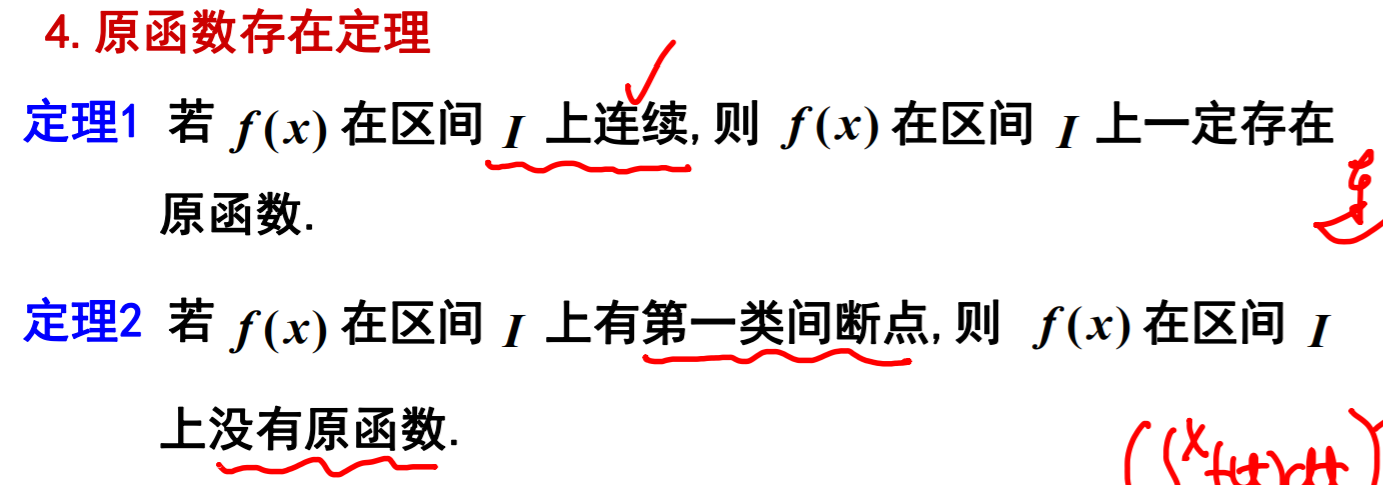 4. 原函数存在定理
定理1 若 f(x) 在区间 I 上连续, 则 f(x) 在区间 I 上一定存在
原函数.
定理2 若 f(x) 在区间 I 上有第一类间断点, 则 f(x) 在区间 I
上没有原函数.